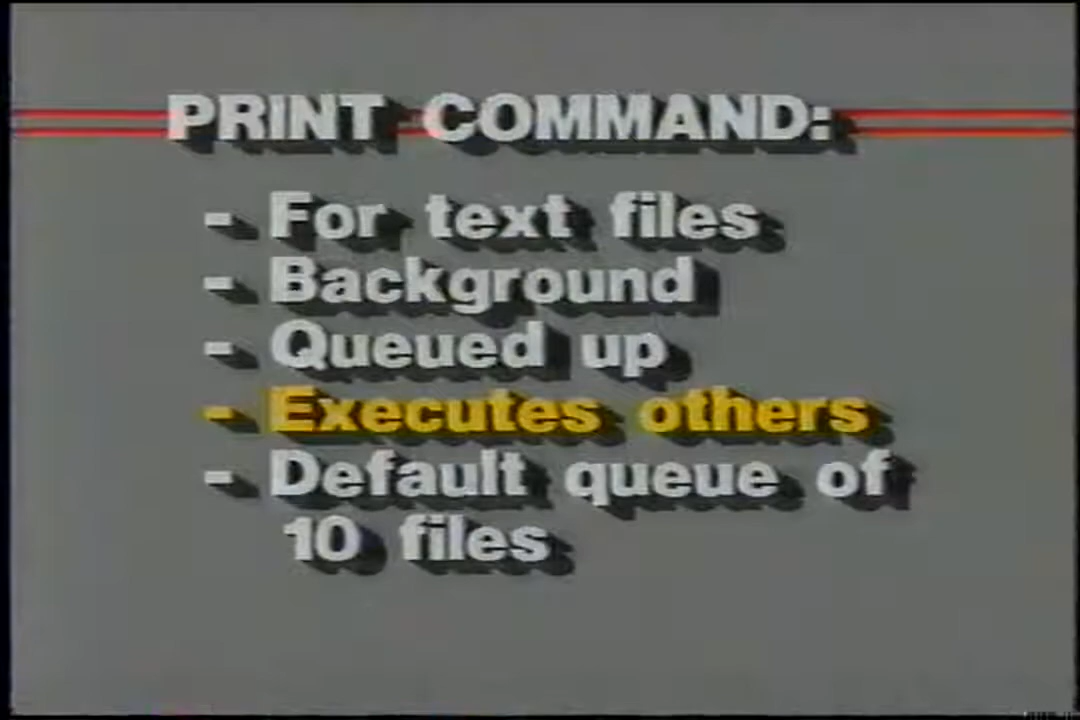 PRINT COMMAND:
- For text files
- Background
- Queued up
- Executes others
- Default queue of
10 files